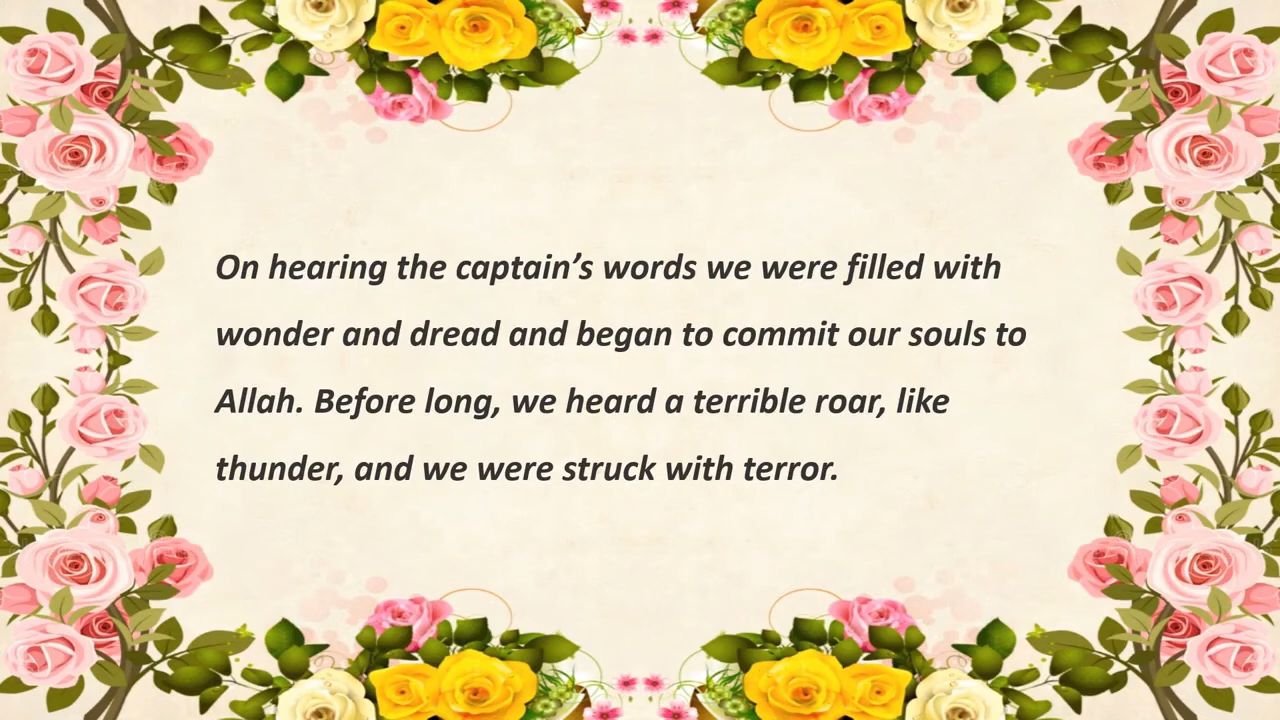 On hearing the captain’s words we were filled with
wonder and dread and began to commit our souls to
Allah. Before long, we heard a terrible roar, like
thunder, and we were struck with terror.